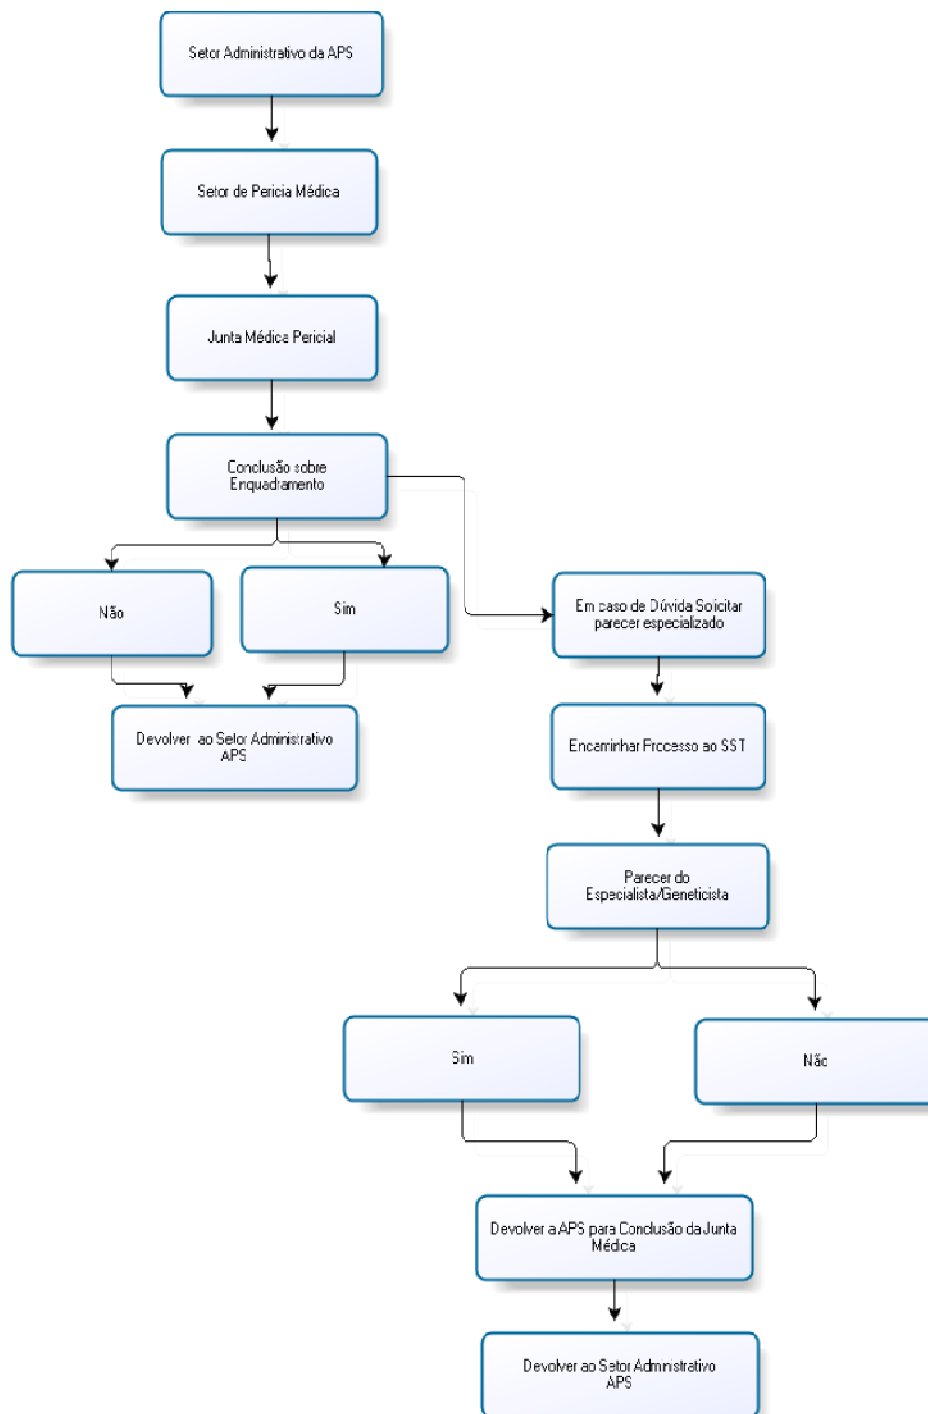 Setor Administrativo da APS
Setor de Pericia Médica
Junta Médica Pericial
Conclusão sobre
Enquadramento
Não
Sim
Em caso de Dúvida Solicitar
parecer especializado
Devolver ao Setor Administrativo
APS
Encaminhar Processo ao SST
Parecer do
Especialista/Geneticista
Sim
Não
Devolver a APS para Conclusão da Junta
Médica
Devolver ao Setor Administrativo
APS